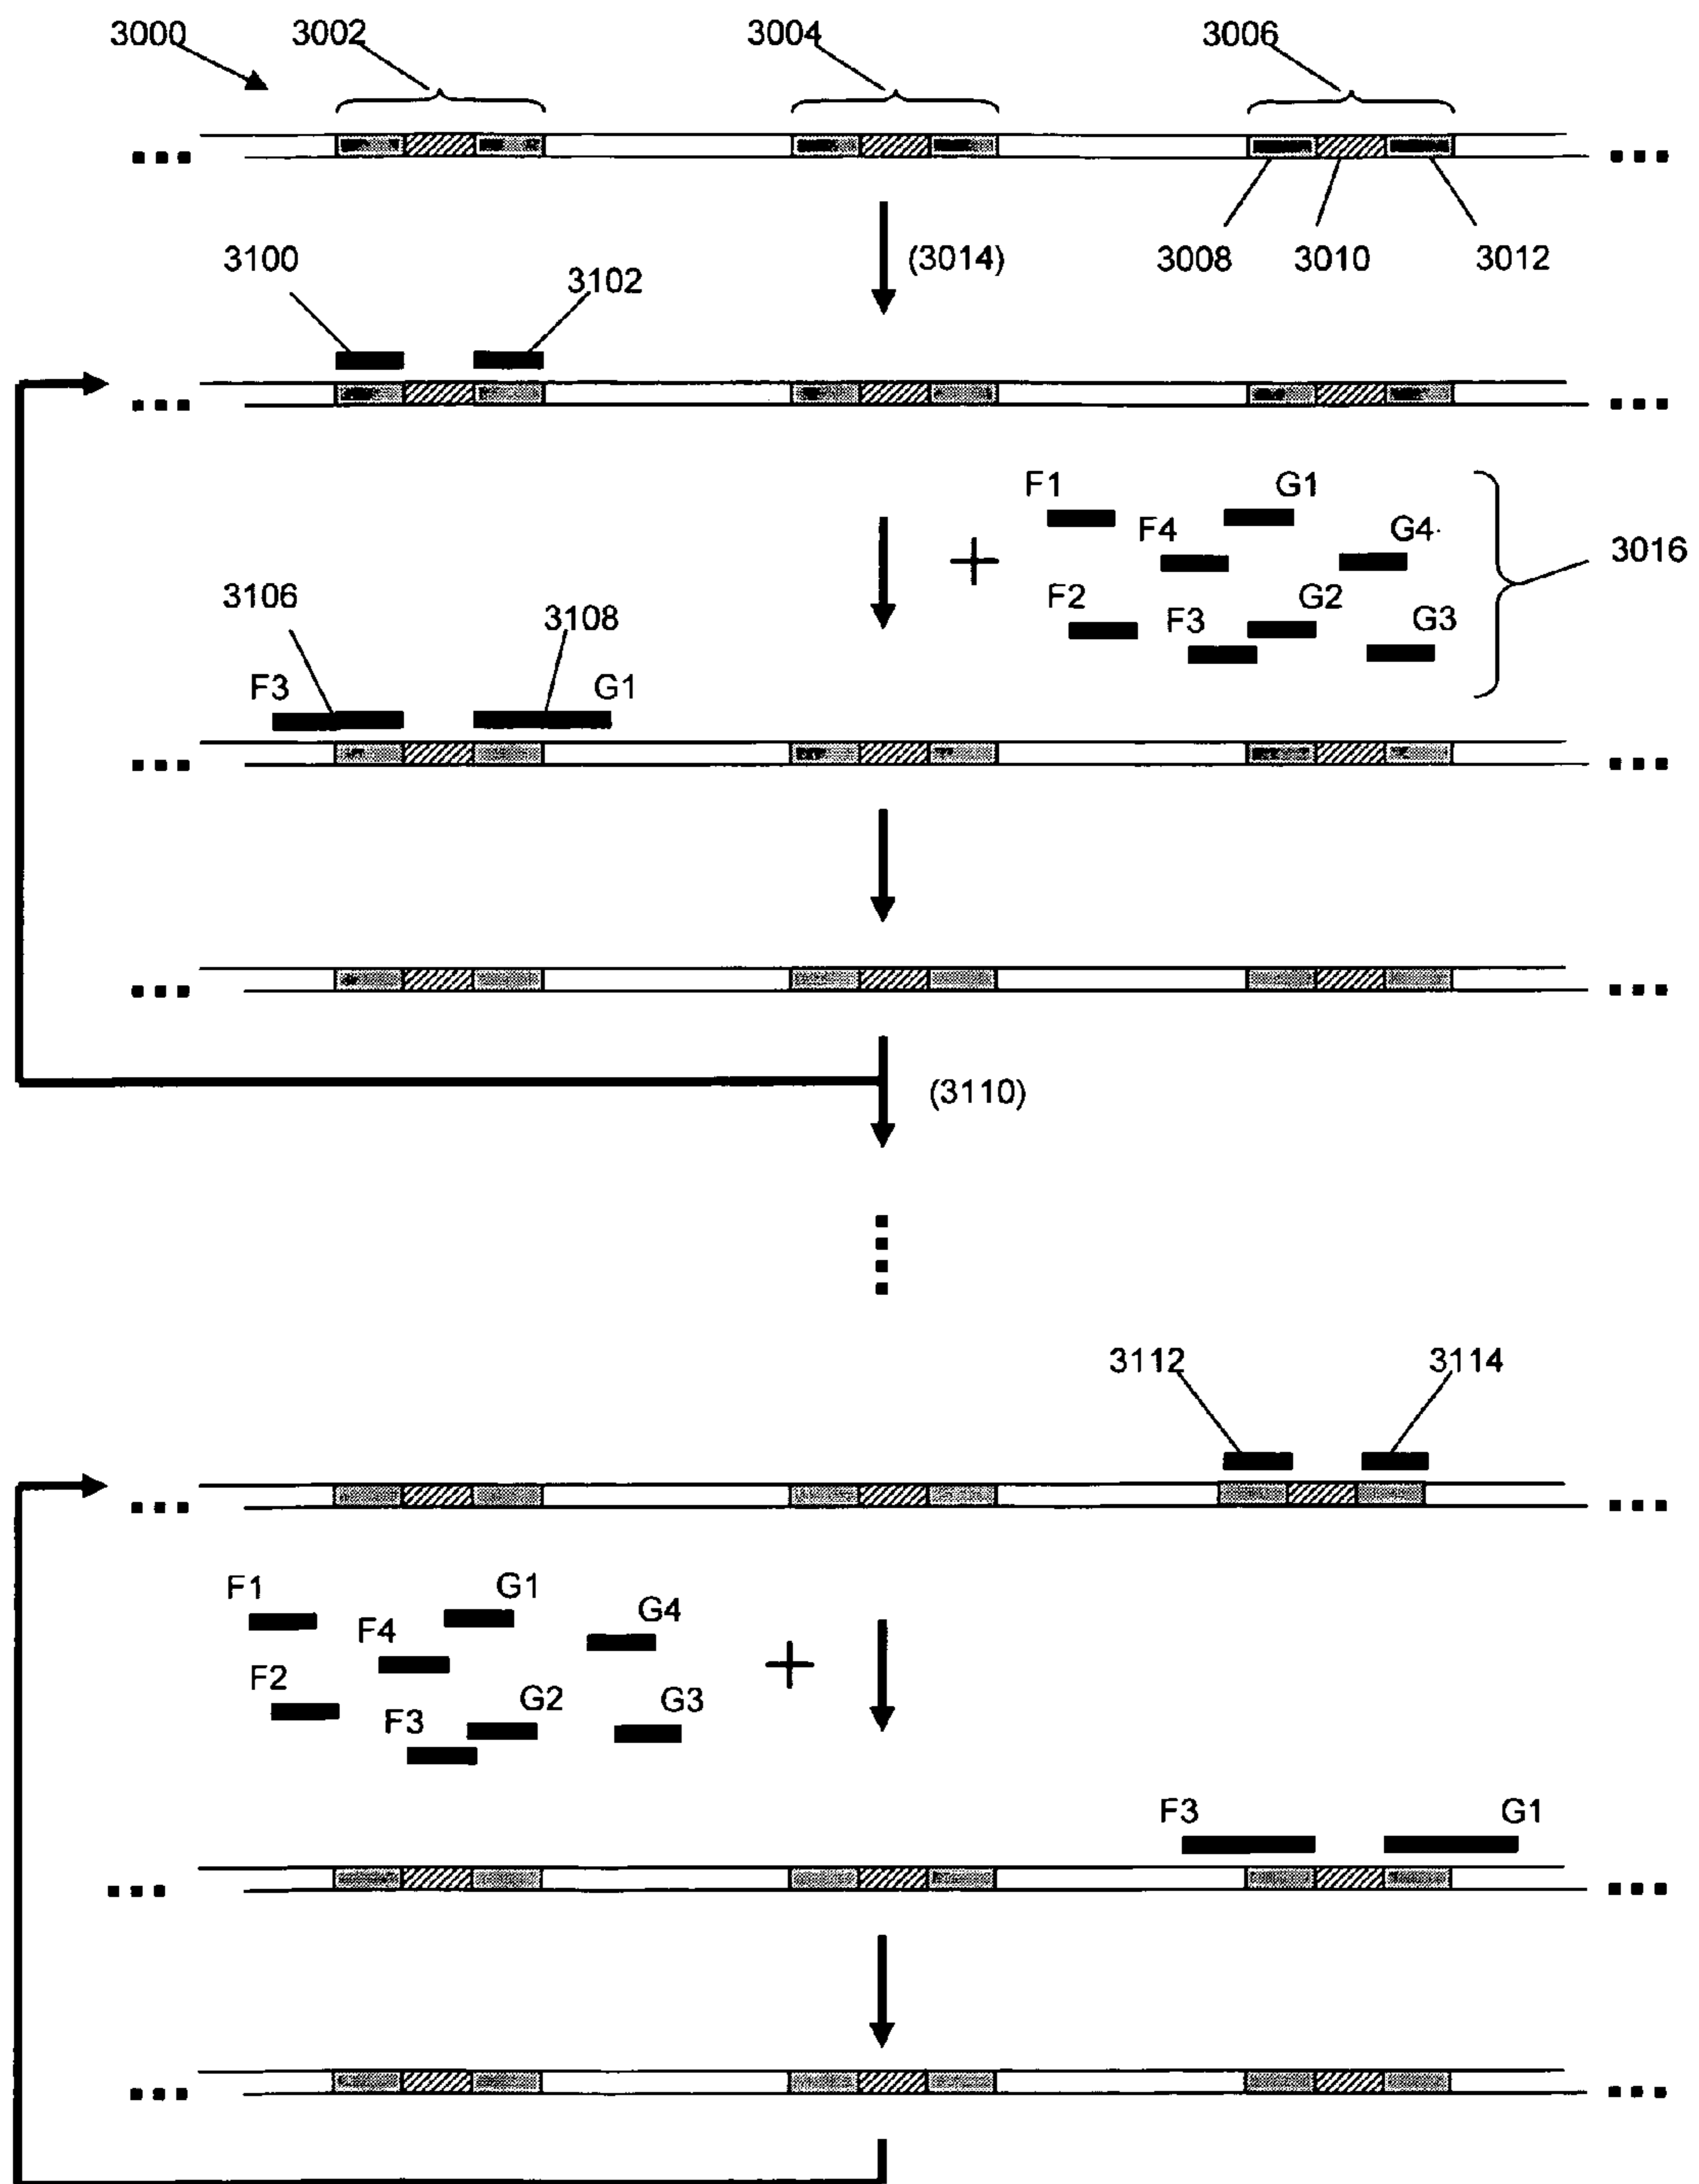 3000 3002 3004 3006
(3014) 3008 3010 3012
3100 3102
F1 G1
F4 G4
3016
F2 F3 G2 G3
3106 3108
F3 G1
(3110)
3112 3114
F1 G1
F4 G4
F2 F3 G2 G3
F3 G1